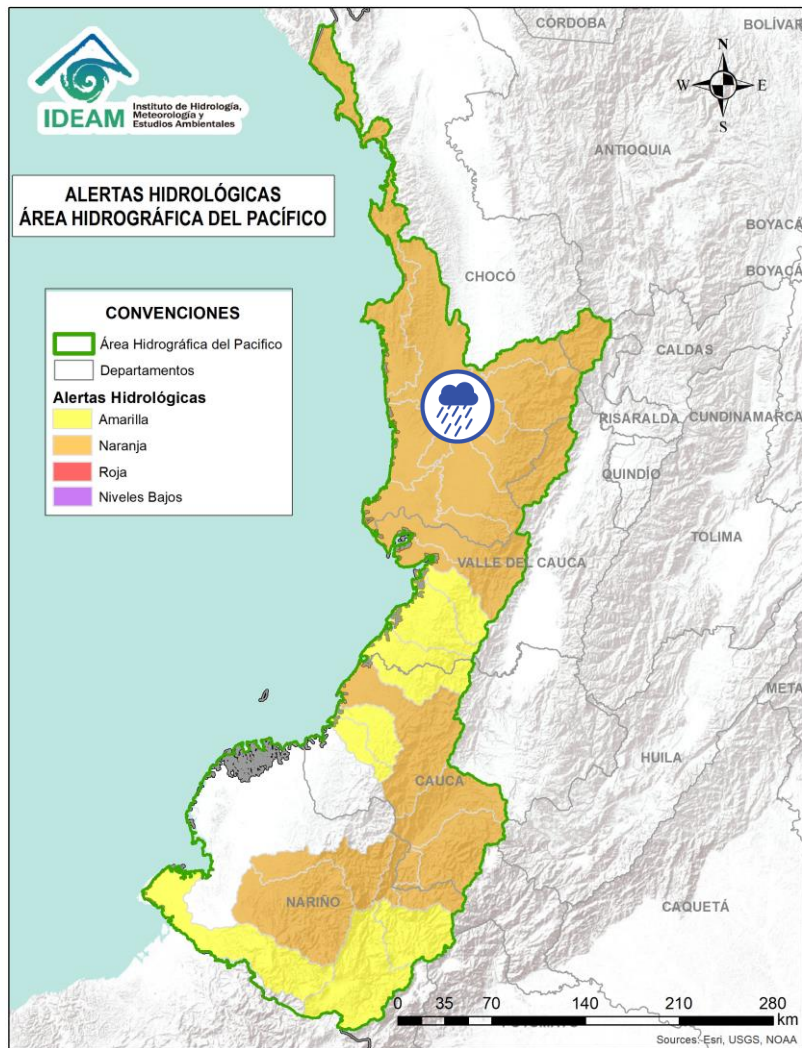 IDEAM
Instituto de Hidrología,
Meteorología y
Estudios Ambientales
ALERTAS HIDROLÓGICAS
ÁREA HIDROGRÁFICA DEL PACÍFICO
CONVENCIONES
Área Hidrográfica del Pacifico
Departamentos
Alertas Hidrológicas
Amarilla
Naranja
Roja
Niveles Bajos
N
W
E
S
CÓRDOBA
BOLÍVAR
ANTIOQUIA
BOYACÁ
BOYACÁ
CHOCÓ
CALDAS
RISARALDA
CUNDINAMARCA
QUINDÍO
TOLIMA
VALLE DEL CAUCA
META
HUILA
CAUCA
NARIÑO
CAQUETÁ
0 35 70 140 210 280
km
Sources: Esri, USGS, NOAA